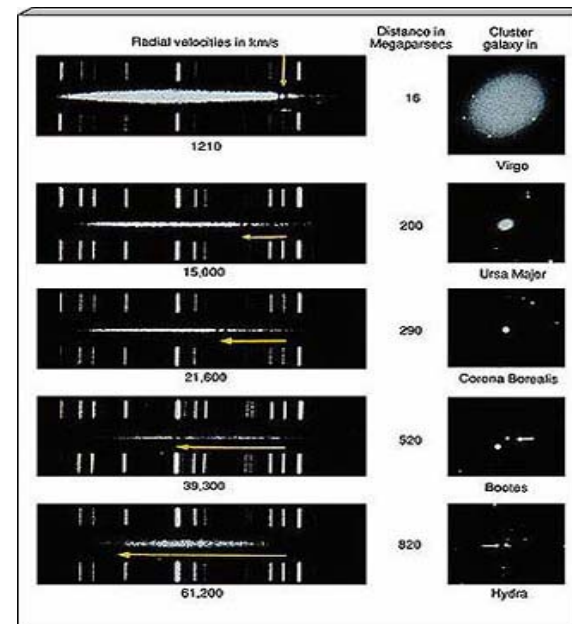 Radial velocities in km/s
Distance in
Megaparsecs
Cluster
galaxy in
1210
16
Virgo
15,000
200
Ursa Major
21,600
290
Corona Borealis
39,300
520
Bootes
61,200
820
Hydra